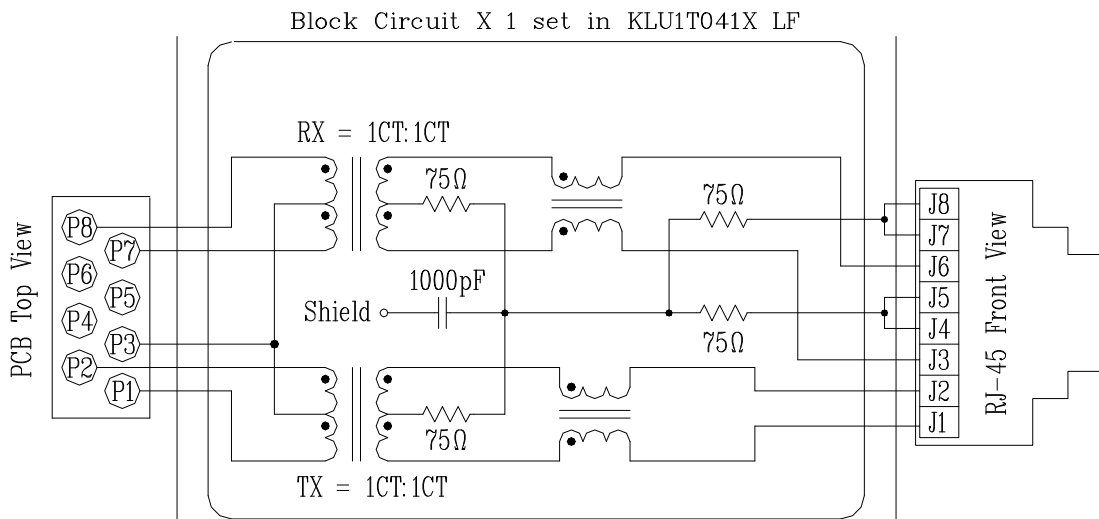 Block Circuit X 1 set in KLU1T041X LF
RX = 1CT:1CT
75Ω
75Ω
PCB Top View
P8
P7
P6
P5
P4
P3
P2
P1
1000pF
Shield
75Ω
75Ω
TX = 1CT:1CT
J8
J7
J6
J5
J4
J3
J2
J1
RJ-45 Front View